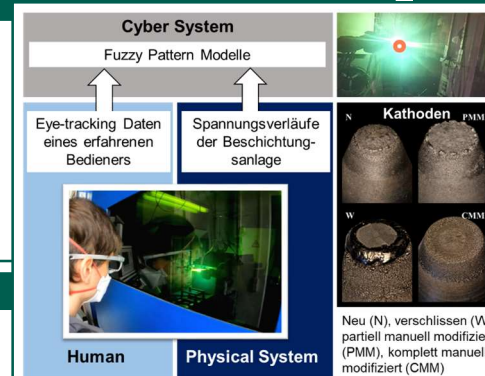 Cyber System
Fuzzy Pattern Modelle
Eye-tracking Daten
eines erfahrenen
Bedieners
Spannungsverläufe
der Beschichtung-
sanlage
Human
Physical System
Kathoden
N
PMM
W
CMM
Neu (N), verschlissen (W
partiell manuell modifizie
(PMM), komplett manuel
modifiziert (CMM)